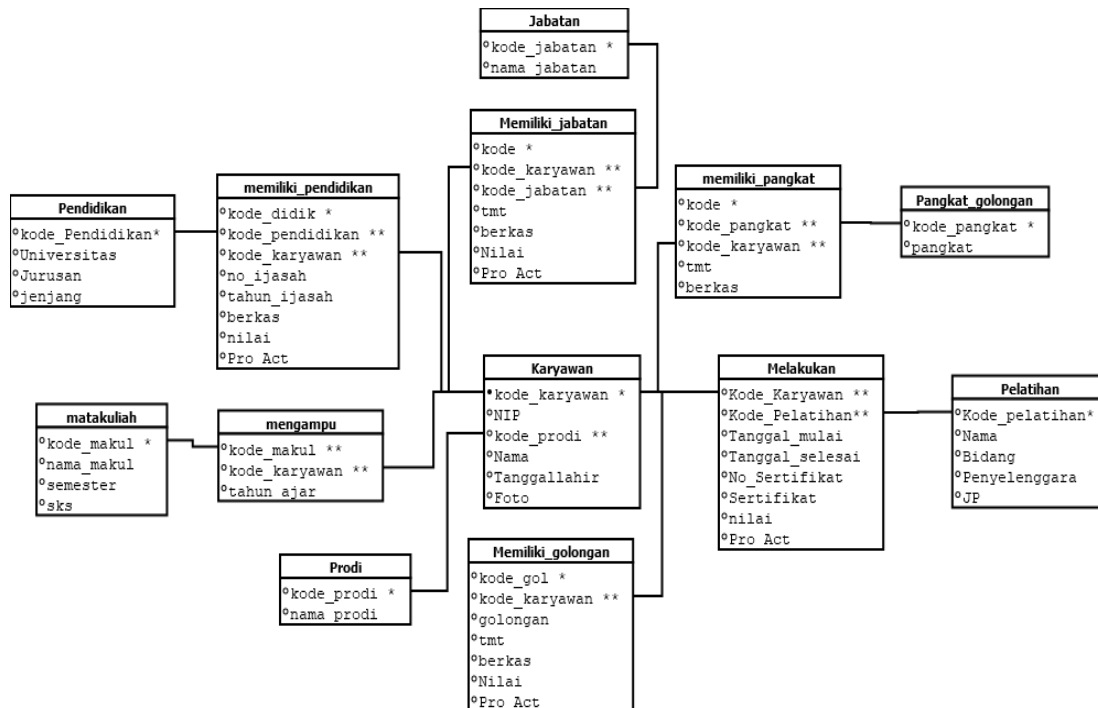 Jabatan
kode_jabatan *
nama_jabatan
Memiliki_jabatan
kode *
kode_karyawan **
kode_jabatan **
tmt
berkas
Nilai
Pro Act
memiliki_pangkat
kode *
kode_pangkat **
kode_karyawan **
tmt
berkas
Pangkat_golongan
kode_pangkat *
pangkat
Pendidikan
kode_Pendidikan*
Universitas
Jurusan
jenjang
memiliki_pendidikan
kode_didik *
kode_pendidikan **
kode_karyawan **
no_ijasah
tahun_ijasah
berkas
nilai
Pro Act
Karyawan
kode_karyawan *
NIP
kode_prodi **
Nama
Tanggallahir
Foto
Melakukan
Kode_Karyawan **
Kode_Pelatihan**
Tanggal_mulai
Tanggal_selesai
No_Sertifikat
Sertifikat
nilai
Pro Act
Pelatihan
Kode_pelatihan*
Nama
Bidang
Penyelenggara
JP
matakuliah
kode_makul *
nama_makul
semester
sks
mengampu
kode_makul **
kode_karyawan **
tahun ajar
Prodi
kode_prodi *
nama prodi
Memiliki_golongan
kode_gol *
kode_karyawan **
golongan
tmt
berkas
Nilai
Pro Act